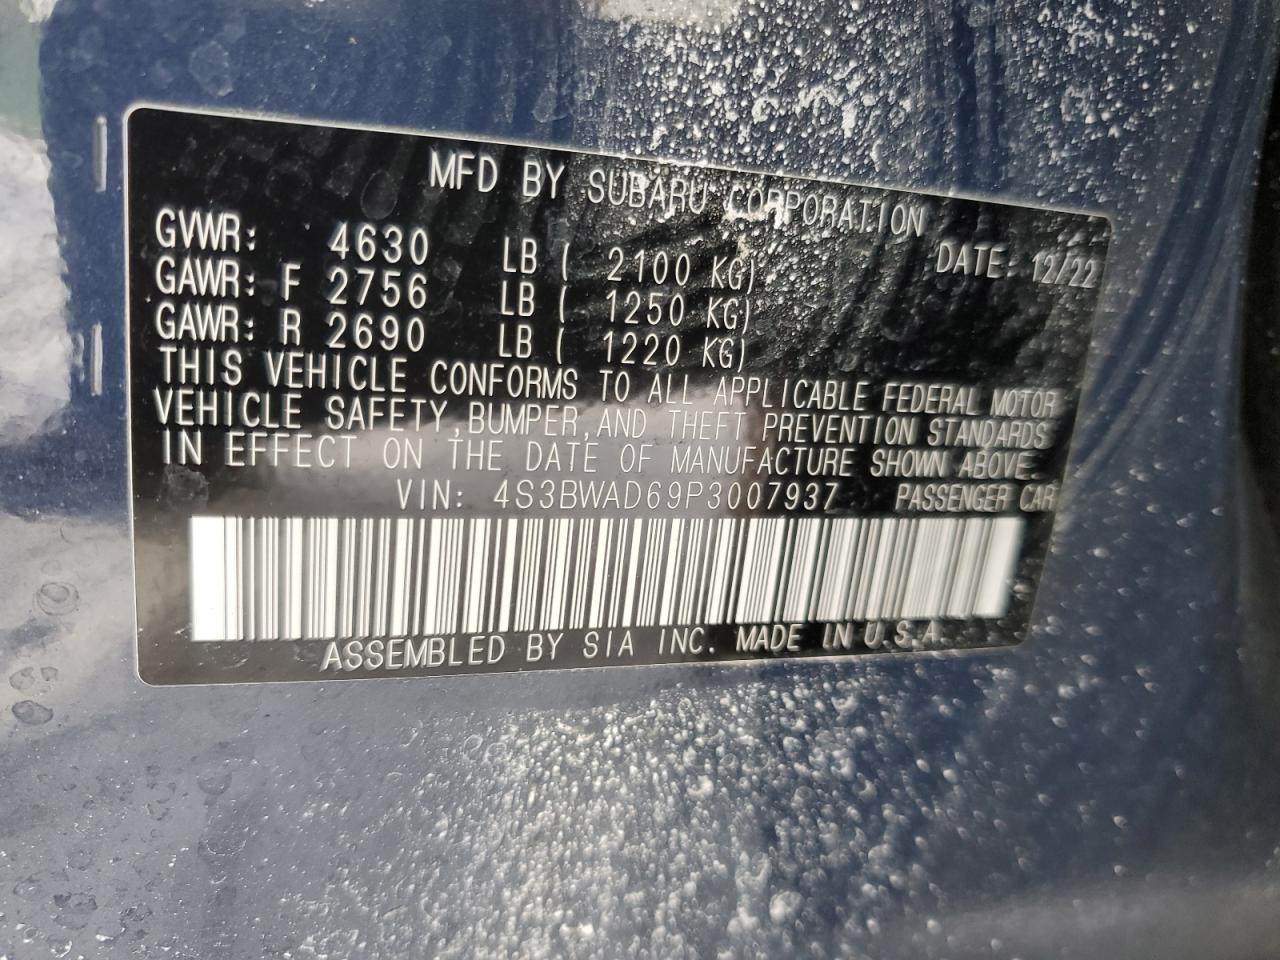 MFD BY SUBARU CORPORATION
GVWR: 4630 LB ( 2100 KG) DATE: 12/22
GAWR: F 2756 LB ( 1250 KG)
GAWR: R 2690 LB ( 1220 KG)
THIS VEHICLE CONFORMS TO ALL APPLICABLE FEDERAL MOTOR
VEHICLE SAFETY, BUMPER, AND THEFT PREVENTION STANDARDS
IN EFFECT ON THE DATE OF MANUFACTURE SHOWN ABOVE.
VIN: 4S3BWAD69P3007937 PASSENGER CAR
ASSEMBLED BY SIA INC. MADE IN U.S.A.